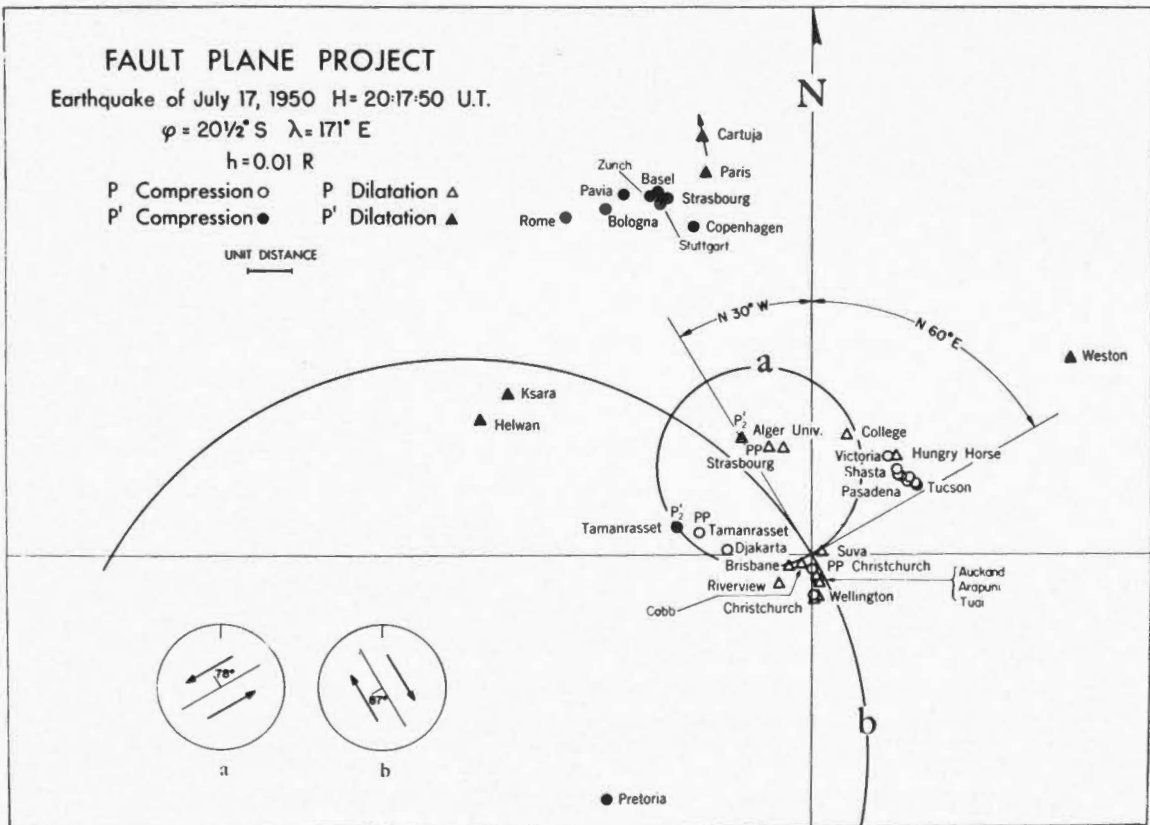 FAULT PLANE PROJECT
Earthquake of July 17, 1950 H= 20:17:50 U.T.
φ = 20½° S λ = 171° E
h = 0.01 R
P Compression ○ P Dilatation △
P' Compression ● P' Dilatation ▲
UNIT DISTANCE
N
Cartuja
Paris
Zurich
Basel
Pavia
Strasbourg
Rome
Bologna
Copenhagen
Stuttgart
N 30° W
N 60° E
Weston
a
Ksara
Helwan
P'₂
Alger Univ.
College
PP
Strasbourg
Victoria
Hungry Horse
Shasta
Pasadena
Tucson
P'₂
PP
Tamanrasset
Tamanrasset
Djakarta
Suva
Brisbane
PP Christchurch
Riverview
Auckand
Arapuni
Tuai
Cobb
Christchurch
Wellington
78°
67°
b
a
b
Pretoria